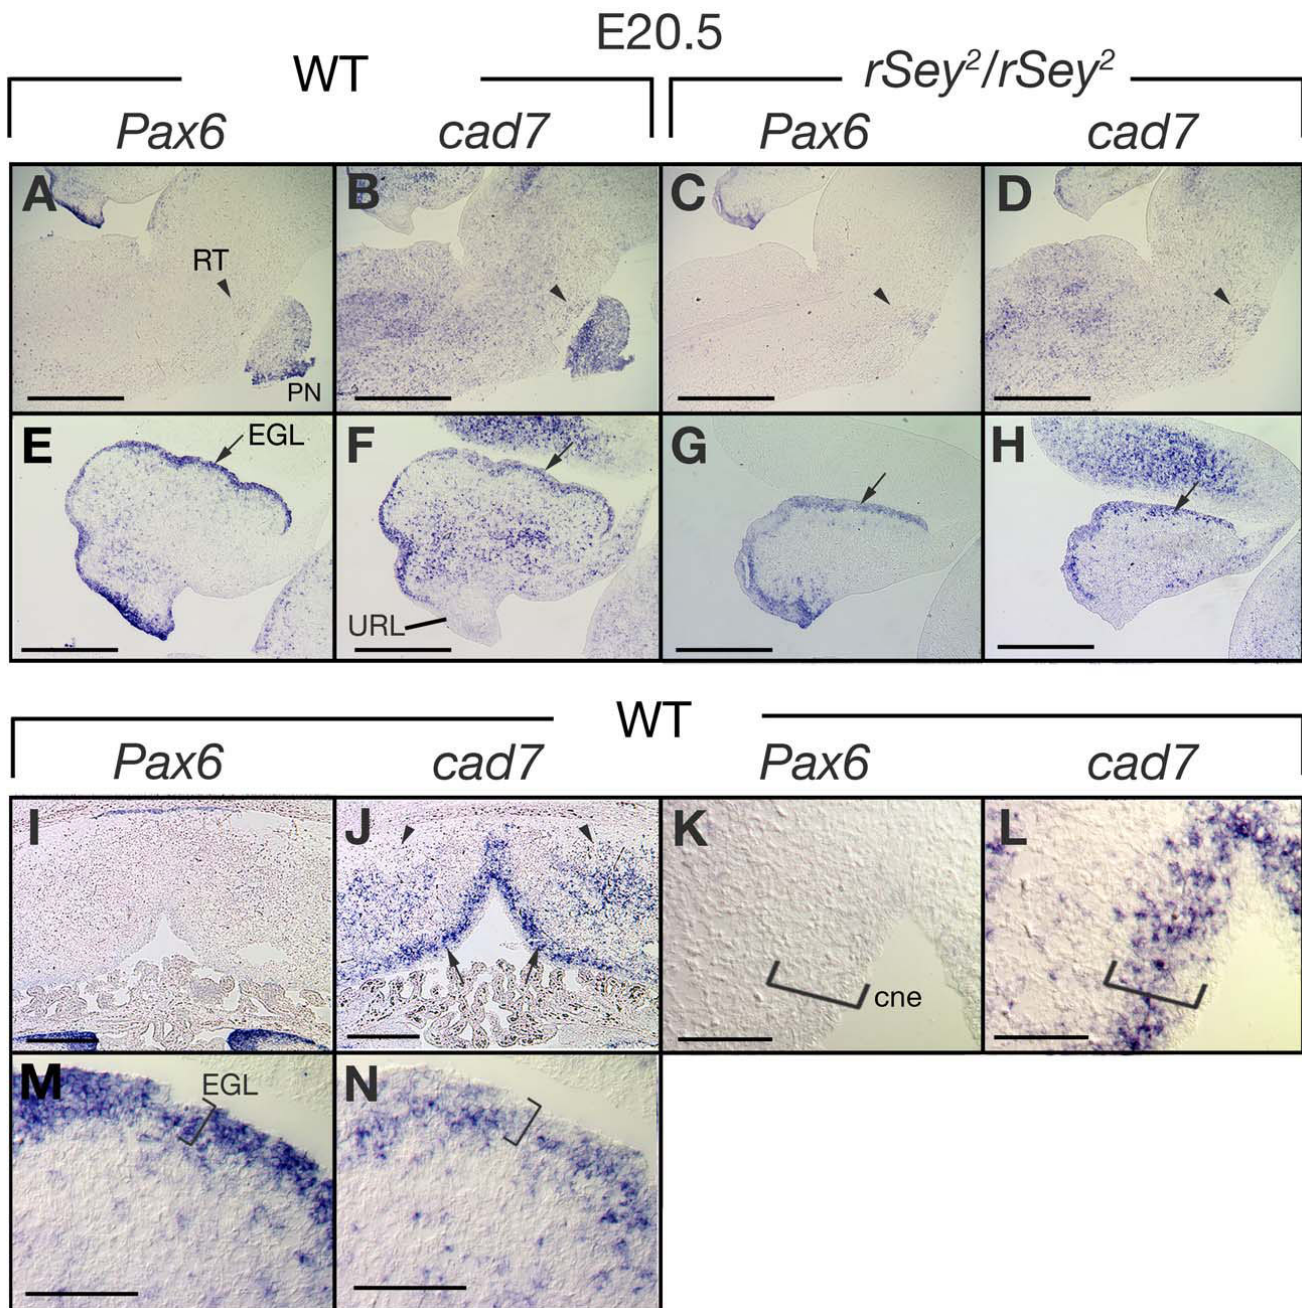 E20.5
WT rSey²/rSey²
Pax6 cad7 Pax6 cad7
A B C D
RT
PN
E EGL F G H
URL
WT
Pax6 cad7 Pax6 cad7
I J K L
cne
M EGL N